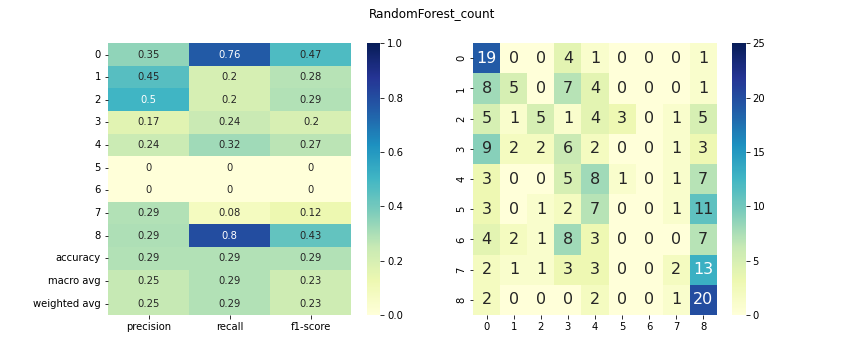 RandomForest_count
0 0.35 0.76 0.47
1 0.45 0.2 0.28
2 0.5 0.2 0.29
3 0.17 0.24 0.2
4 0.24 0.32 0.27
5 0 0 0
6 0 0 0
7 0.29 0.08 0.12
8 0.29 0.8 0.43
accuracy 0.29 0.29 0.29
macro avg 0.25 0.29 0.23
weighted avg 0.25 0.29 0.23
precision recall f1-score
1.0
0.8
0.6
0.4
0.2
0.0
0 19 0 0 4 1 0 0 0 1
1 8 5 0 7 4 0 0 0 1
2 5 1 5 1 4 3 0 1 5
3 9 2 2 6 2 0 0 1 3
4 3 0 0 5 8 1 0 1 7
5 3 0 1 2 7 0 0 1 11
6 4 2 1 8 3 0 0 0 7
7 2 1 1 3 3 0 0 2 13
8 2 0 0 0 2 0 0 1 20
0 1 2 3 4 5 6 7 8
25
20
15
10
5
0